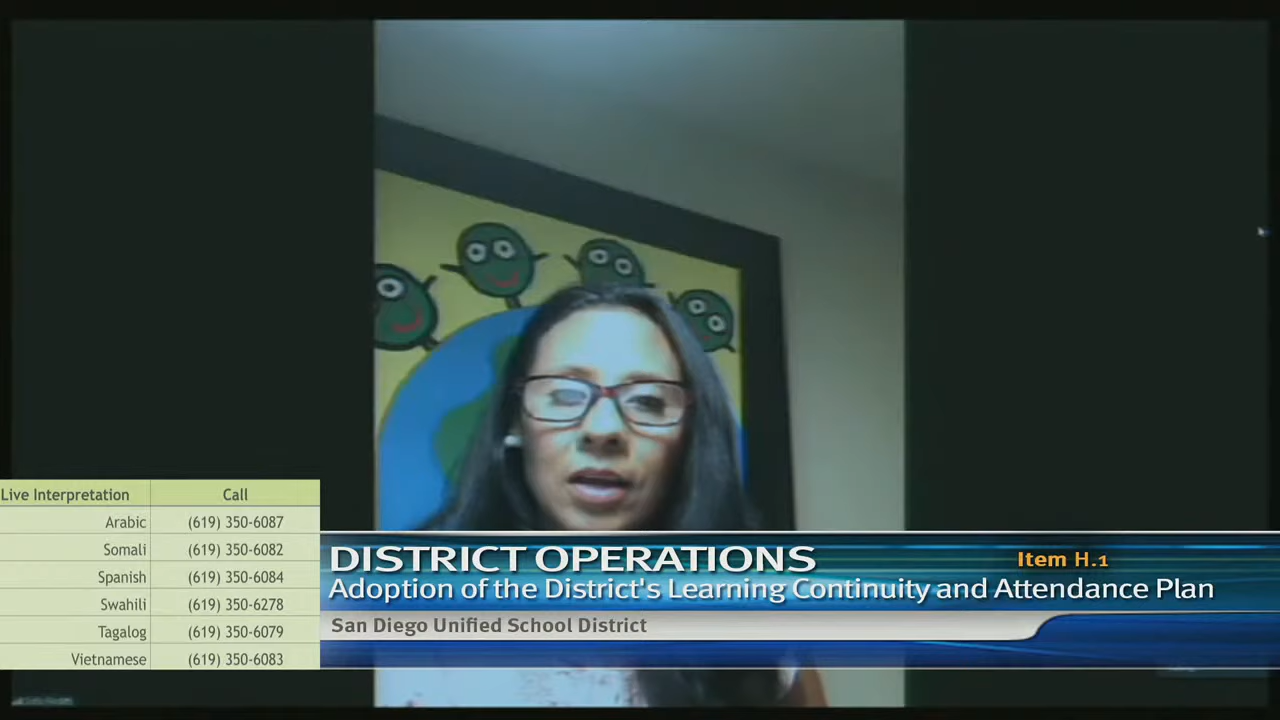 Live Interpretation Call
Arabic (619) 350-6087
Somali (619) 350-6082
Spanish (619) 350-6084
Swahili (619) 350-6278
Tagalog (619) 350-6079
Vietnamese (619) 350-6083
DISTRICT OPERATIONS Item H.1
Adoption of the District's Learning Continuity and Attendance Plan
San Diego Unified School District